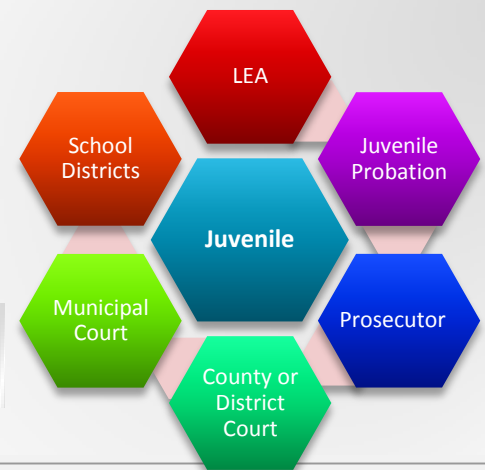 LEA
School
Districts
Juvenile
Probation
Juvenile
Municipal
Court
Prosecutor
County or
District
Court